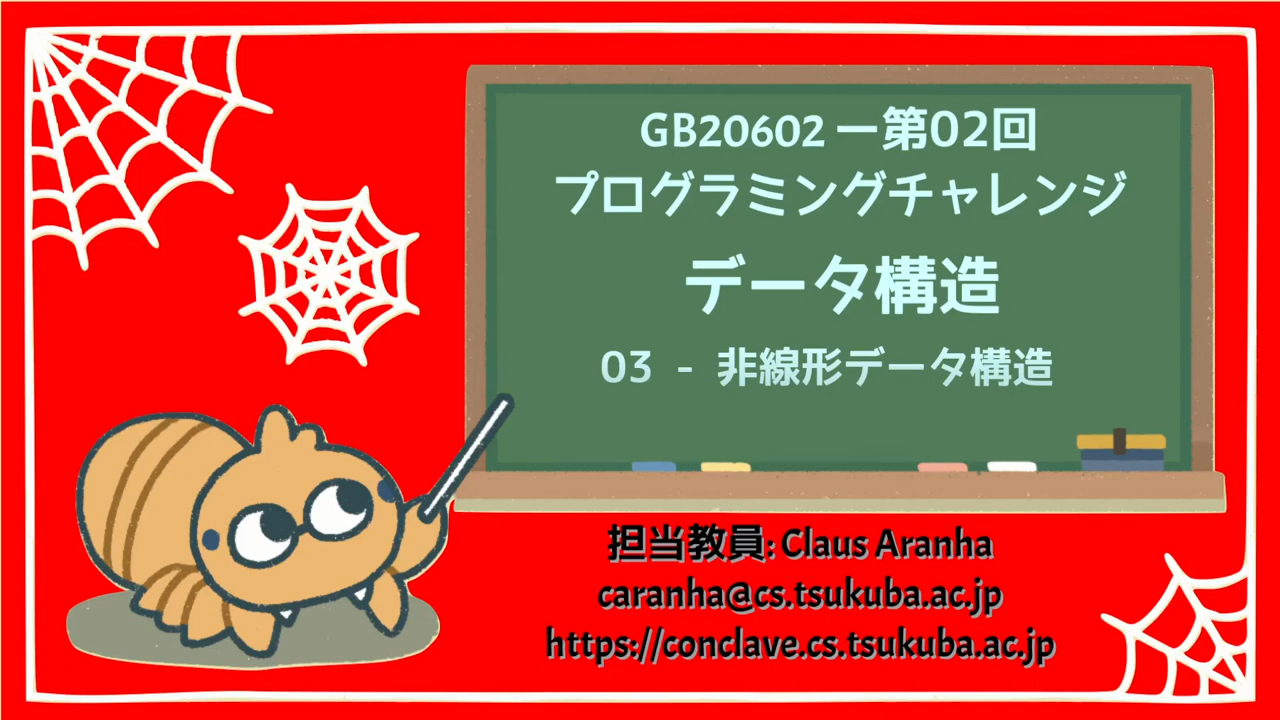 GB20602 ー第02回
プログラミングチャレンジ
データ構造
03 - 非線形データ構造
担当教員: Claus Aranha
caranha@cs.tsukuba.ac.jp
https://conclave.cs.tsukuba.ac.jp